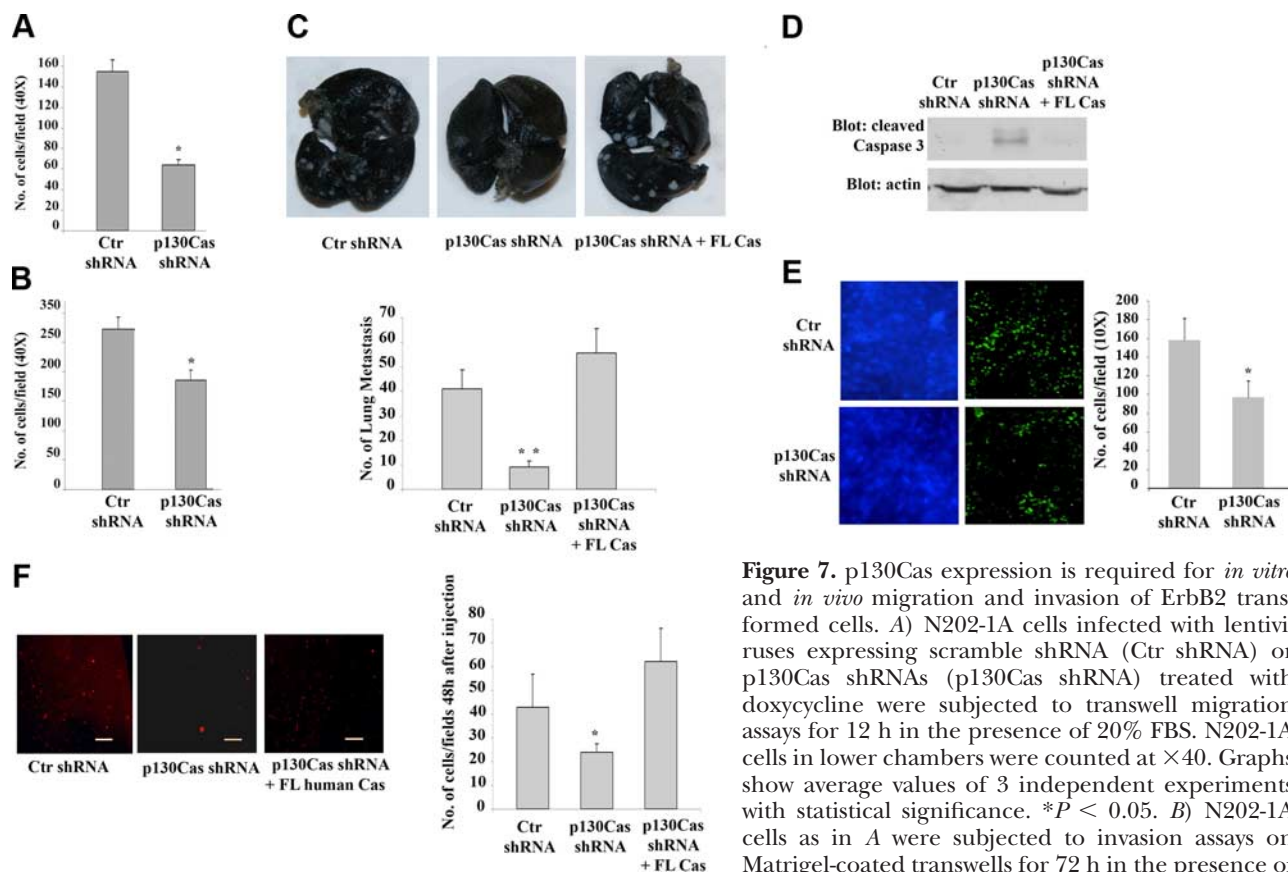 A
No. of cells/field (40X)
160
140
120
100
80
60
40
20
0
*
Ctr
shRNA
p130Cas
shRNA
B
No. of cells/field (40X)
350
250
200
150
50
0
*
Ctr
shRNA
p130Cas
shRNA
C
Ctr shRNA
p130Cas shRNA
p130Cas shRNA + FL Cas
No. of Lung Metastasis
70
60
50
40
30
20
10
0
* *
Ctr
shRNA
p130Cas
shRNA
p130Cas
shRNA
+ FL Cas
D
Ctr
shRNA
p130Cas
shRNA
p130Cas
shRNA
+ FL Cas
Blot: cleaved
Caspase 3
Blot: actin
E
Ctr
shRNA
p130Cas
shRNA
No. of cells/field (10X)
200
180
160
140
120
100
80
60
40
20
0
*
Ctr
shRNA
p130Cas
shRNA
F
Ctr shRNA
p130Cas shRNA
p130Cas shRNA
+ FL human Cas
No. of cells/fields 48h after injection
80
70
60
50
40
30
20
10
0
*
Ctr
shRNA
p130Cas
shRNA
p130Cas
shRNA
+ FL Cas
Figure 7. p130Cas expression is required for in vitro
and in vivo migration and invasion of ErbB2 trans
formed cells. A) N202-1A cells infected with lentivi
ruses expressing scramble shRNA (Ctr shRNA) or
p130Cas shRNAs (p130Cas shRNA) treated with
doxycycline were subjected to transwell migration
assays for 12 h in the presence of 20% FBS. N202-1A
cells in lower chambers were counted at ×40. Graphs
show average values of 3 independent experiments
with statistical significance. *P < 0.05. B) N202-1A
cells as in A were subjected to invasion assays on
Matrigel-coated transwells for 72 h in the presence of